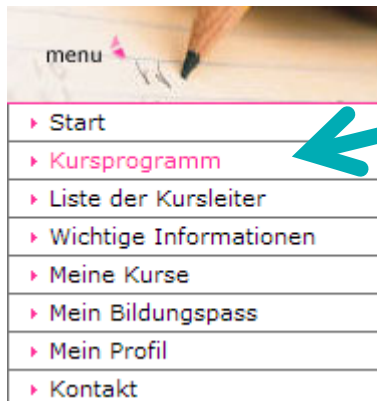 menu
Start
Kursprogramm
Liste der Kursleiter
Wichtige Informationen
Meine Kurse
Mein Bildungspass
Mein Profil
Kontakt